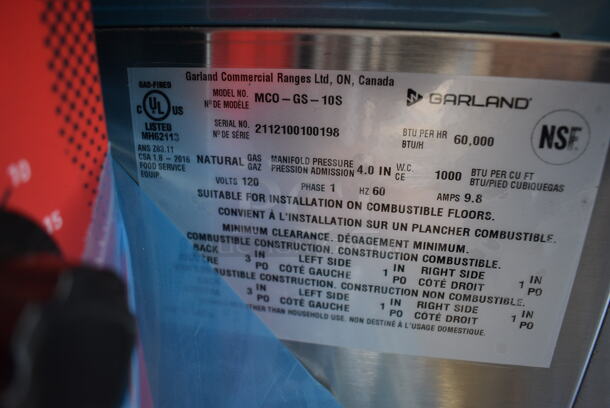 Garland Commercial Ranges Ltd, ON, Canada
GAS-FIRED
C UL US
LISTED
MH62113
ANS Z83.11
CSA 1.8 - 2016
FOOD SERVICE
EQUIP.
MODEL NO. MCO-GS-10S
Nº DE MODÈLE
GARLAND
SERIAL NO. 2112100100198
Nº DE SÉRIE
BTU PER HR 60,000
BTU/H
NSF
NATURAL GAS MANIFOLD PRESSURE 4.0 IN W.C. 1000 BTU PER CU FT
GAZ PRESSION ADMISSION CE BTU/PIED CUBIQUEGAS
VOLTS 120 PHASE 1 HZ 60 AMPS 9.8
SUITABLE FOR INSTALLATION ON COMBUSTIBLE FLOORS.
CONVIENT À L'INSTALLATION SUR UN PLANCHER COMBUSTIBLE.
MINIMUM CLEARANCE. DÉGAGEMENT MINIMUM.
COMBUSTIBLE CONSTRUCTION. CONSTRUCTION COMBUSTIBLE.
BACK 3 IN LEFT SIDE 1 IN RIGHT SIDE 1 IN
PO CÔTÉ GAUCHE PO CÔTÉ DROIT PO
CONSTRUCTION. CONSTRUCTION NON COMBUSTIBLE.
3 IN LEFT SIDE 1 IN RIGHT SIDE 1 IN
PO CÔTÉ GAUCHE PO CÔTÉ DROIT PO
THAN HOUSEHOLD USE. NON DESTINÉ À L'USAGE DOMESTIQUE.
10
15